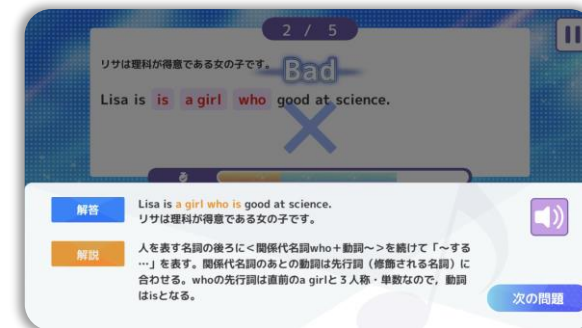 2 / 5
リサは理科が得意である女の子です。
Bad
Lisa is is a girl who good at science.
解答
Lisa is a girl who is good at science.
リサは理科が得意である女の子です。
解説
人を表す名詞の後ろに<関係代名詞who+動詞~>を続けて「~する
…」を表す。関係代名詞のあとの動詞は先行詞（修飾される名詞）に
合わせる。whoの先行詞は直前のa girlと３人称・単数なので，動詞
はisとなる。
次の問題